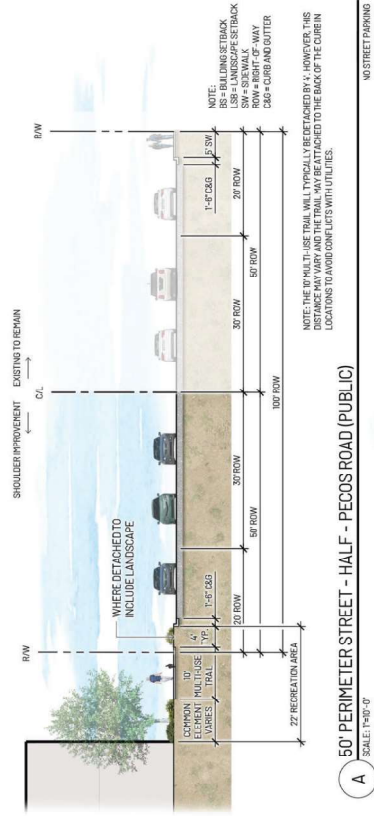 SHOULDER IMPROVEMENT
EXISTING TO REMAIN
R/W
C/L
R/W
WHERE DETACHED TO
INCLUDE LANDSCAPE
COMMON
ELEMENT
VARIES
10'
MULTI-USE
TRAIL
4'
TYP.
1'-6" C&G
20' ROW
30' ROW
30' ROW
1'-6" C&G
20' ROW
5' SW
22' RECREATION AREA
50' ROW
50' ROW
100' ROW
NOTE:
BS = BUILDING SETBACK
LSB = LANDSCAPE SETBACK
SW = SIDEWALK
ROW = RIGHT-OF-WAY
C&G = CURB AND GUTTER
NOTE: THE 10' MULTI-USE TRAIL WILL TYPICALLY BE DETACHED BY 4'. HOWEVER, THIS
DISTANCE MAY VARY AND THE TRAIL MAY BE ATTACHED TO THE BACK OF THE CURB IN
LOCATIONS TO AVOID CONFLICTS WITH UTILITIES.
A
50' PERIMETER STREET - HALF - PECOS ROAD (PUBLIC)
SCALE: 1"=10'-0"
NO STREET PARKING